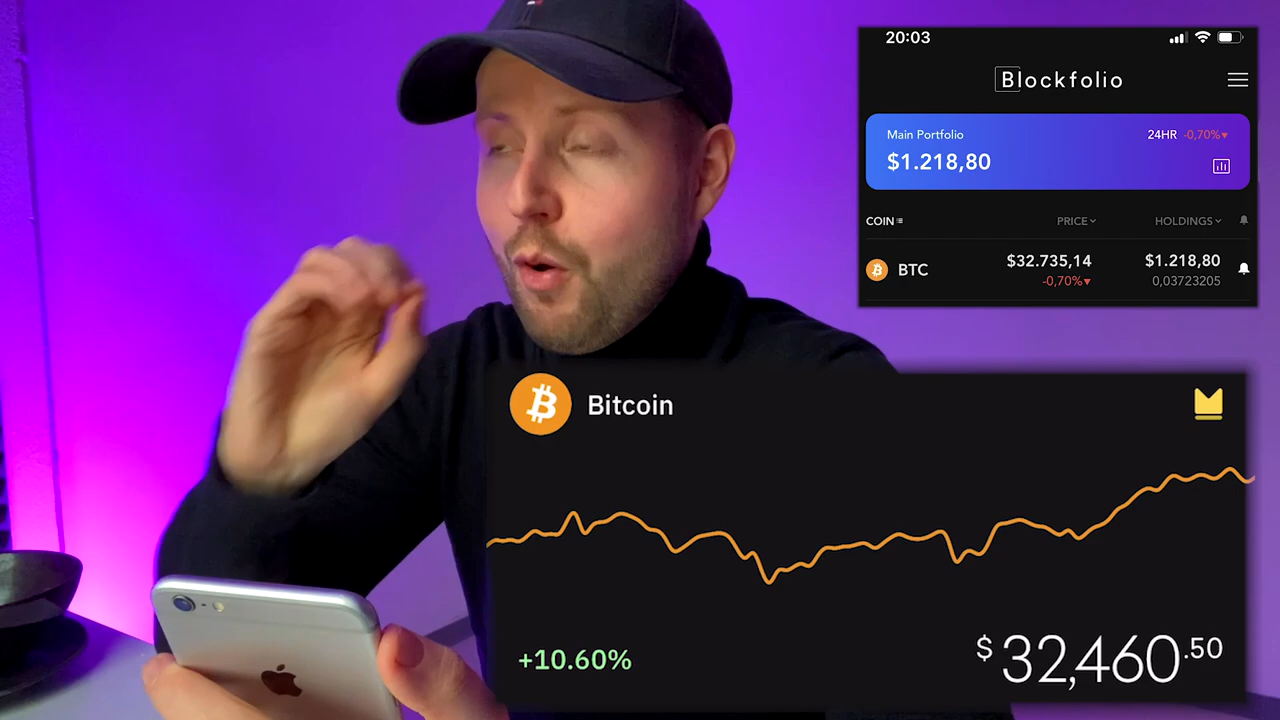 20:03
Blockfolio
Main Portfolio 24HR -0,70%▾
$1.218,80
COIN PRICE HOLDINGS
BTC $32.735,14 $1.218,80
-0,70%▾ 0,03723205
Bitcoin
+10.60% $32,460.50